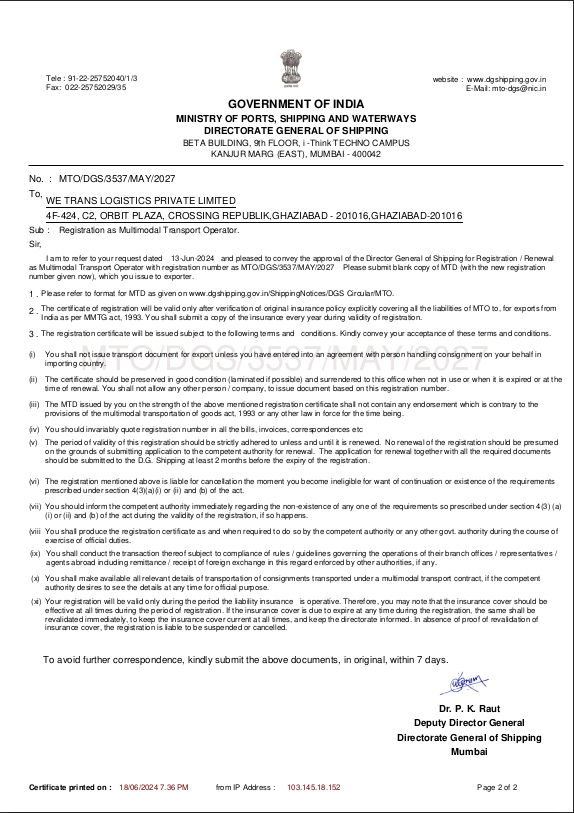 Tele : 91-22-25752040/1/3
Fax: 022-25752029/35
website : www.dgshipping.gov.in
E-Mail: mto-dgs@nic.in
GOVERNMENT OF INDIA
MINISTRY OF PORTS, SHIPPING AND WATERWAYS
DIRECTORATE GENERAL OF SHIPPING
BETA BUILDING, 9th FLOOR, i -Think TECHNO CAMPUS
KANJUR MARG (EAST), MUMBAI - 400042
No. : MTO/DGS/3537/MAY/2027
To,
WE TRANS LOGISTICS PRIVATE LIMITED
4F-424, C2, ORBIT PLAZA, CROSSING REPUBLIK,GHAZIABAD - 201016,GHAZIABAD-201016
Sub : Registration as Multimodal Transport Operator.
Sir,
I am to refer to your request dated 13-Jun-2024 and pleased to convey the approval of the Director General of Shipping for Registration / Renewal
as Multimodal Transport Operator with registration number as MTO/DGS/3537/MAY/2027 Please submit blank copy of MTD (with the new registration
number given now), which you issue to exporter.
1 . Please refer to format for MTD as given on www.dgshipping.gov.in/ShippingNotices/DGS Circular/MTO.
2 . The certificate of registration will be valid only after verification of original insurance policy explicitly covering all the liabilities of MTO to, for exports from
India as per MMTG act, 1993. You shall submit a copy of the insurance every year during validity of registration.
3 . The registration certificate will be issued subject to the following terms and conditions. Kindly convey your acceptance of these terms and conditions.
MTO/DGS/3537/MAY/2027
(i) You shall not issue transport document for export unless you have entered into an agreement with person handling consignment on your behalf in
importing country.
(ii) The certificate should be preserved in good condition (laminated if possible) and surrendered to this office when not in use or when it is expired or at the
time of renewal. You shall not allow any other person / company, to issue document based on this registration number.
(iii) The MTD issued by you on the strength of the above mentioned registration certificate shall not contain any endorsement which is contrary to the
provisions of the multimodal transportation of goods act, 1993 or any other law in force for the time being.
(iv) You should invariably quote registration number in all the bills, invoices, correspondences etc
(v) The period of validity of this registration should be strictly adhered to unless and until it is renewed. No renewal of the registration should be presumed
on the grounds of submitting application to the competent authority for renewal. The application for renewal together with all the required documents
should be submitted to the D.G. Shipping at least 2 months before the expiry of the registration.
(vi) The registration mentioned above is liable for cancellation the moment you become ineligible for want of continuation or existence of the requirements
prescribed under section 4(3)(a)(i) or (ii) and (b) of the act.
(vii) You should inform the competent authority immediately regarding the non-existence of any one of the requirements so prescribed under section 4(3) (a)
(i) or (ii) and (b) of the act during the validity of the registration, if so happens.
(viii You shall produce the registration certificate as and when required to do so by the competent authority or any other govt. authority during the course of
exercise of official duties.
(ix) You shall conduct the transaction thereof subject to compliance of rules / guidelines governing the operations of their branch offices / representatives /
agents abroad including remittance / receipt of foreign exchange in this regard enforced by other authorities, if any.
(x) You shall make available all relevant details of transportation of consignments transported under a multimodal transport contract, if the competent
authority desires to see the details at any time for official purpose.
(xi) Your registration will be valid only during the period the liability insurance is operative. Therefore, you may note that the insurance cover should be
effective at all times during the period of registration. If the insurance cover is due to expire at any time during the registration, the same shall be
revalidated immediately, to keep the insurance cover current at all times, and keep the directorate informed. In absence of proof of revalidation of
insurance cover, the registration is liable to be suspended or cancelled.
To avoid further correspondence, kindly submit the above documents, in original, within 7 days.
Dr. P. K. Raut
Deputy Director General
Directorate General of Shipping
Mumbai
Certificate printed on : 18/06/2024 7.36 PM from IP Address : 103.145.18.152 Page 2 of 2